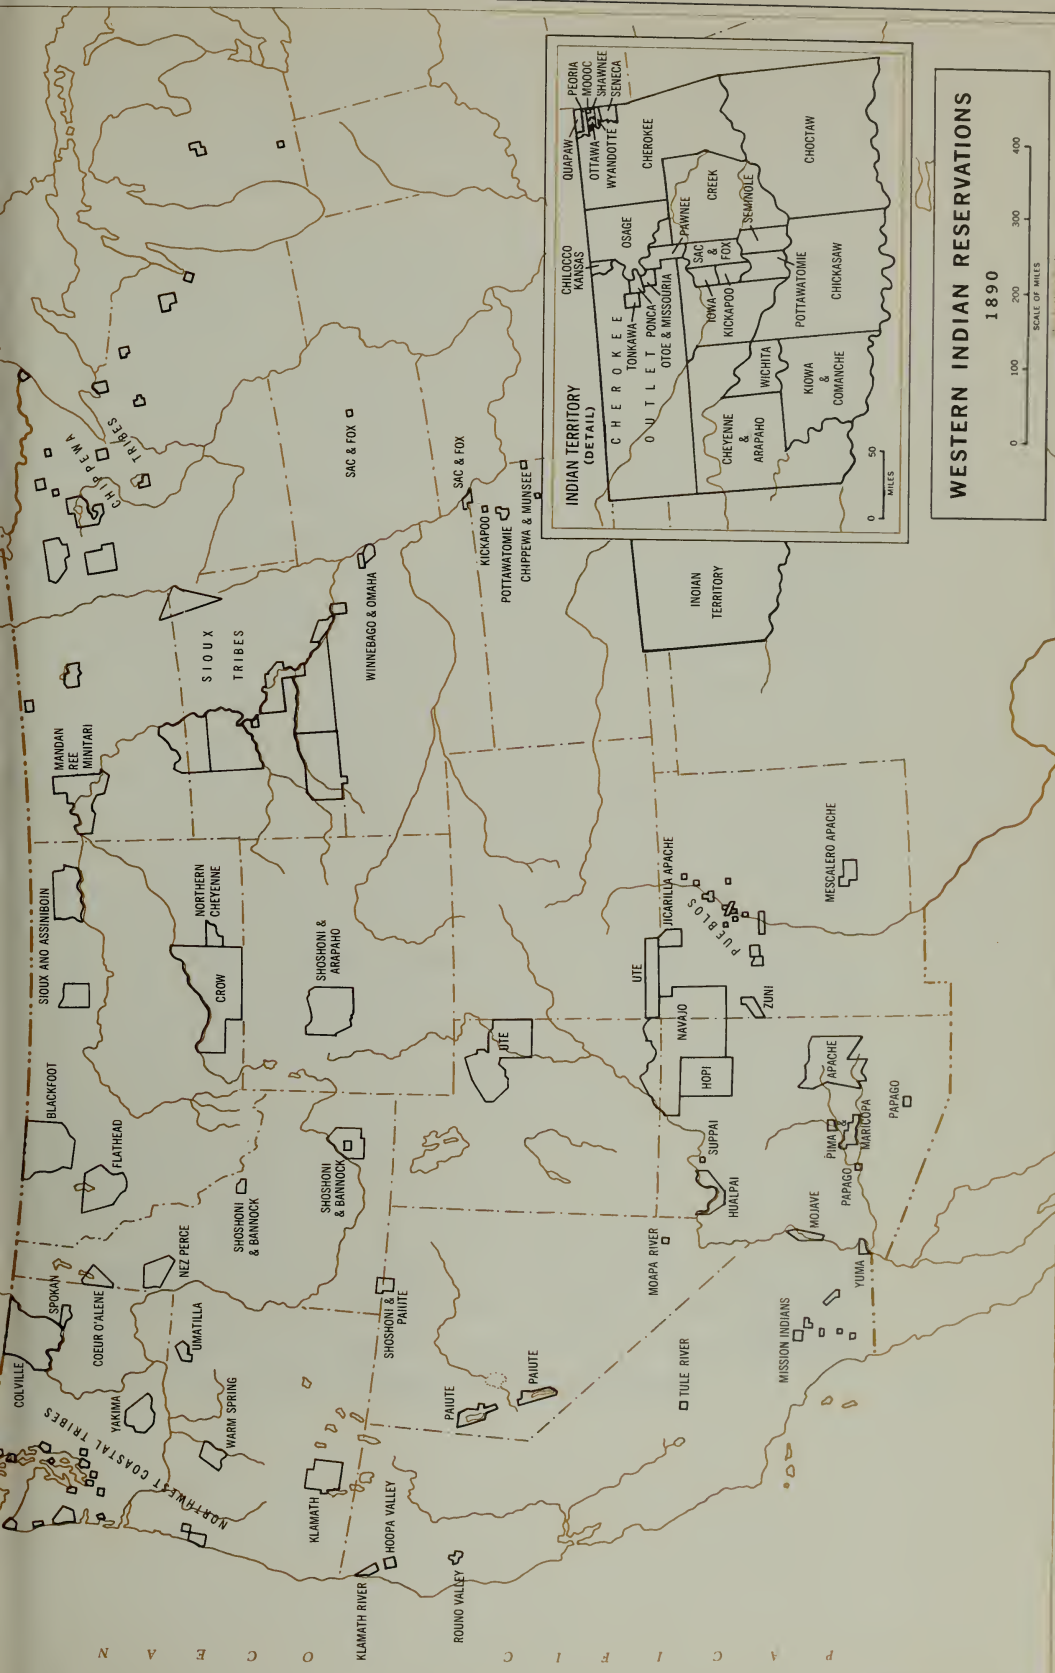 WESTERN INDIAN RESERVATIONS
1890
0 100 200 300 400
SCALE OF MILES
INDIAN TERRITORY
(DETAIL)
CHEROKEE
OUTLET
CHILOCCO
KANSAS
OSAGE
QUAPAW
PEORIA
MODOC
SHAWNEE
SENECA
OTTAWA
WYANDOTTE
CHEROKEE
TONKAWA
PONCA
OTOE & MISSOURIA
PAWNEE
CREEK
SAC
&
FOX
SEMINOLE
IOWA
KICKAPOO
POTTAWATOMIE
CHOCTAW
CHICKASAW
CHEYENNE
&
ARAPAHO
WICHITA
KIOWA
&
COMANCHE
0 50
MILES
COLVILLE
SPOKAN
COEUR D'ALENE
FLATHEAD
BLACKFOOT
SIOUX AND ASSINIBOIN
MANDAN
REE
MINITARI
CHIPPEWA
TRIBES
NORTHWEST COASTAL TRIBES
YAKIMA
UMATILLA
NEZ PERCE
WARM SPRING
SHOSHONI
& BANNOCK
CROW
NORTHERN
CHEYENNE
SIOUX
TRIBES
KLAMATH
SHOSHONI
& BANNOCK
SHOSHONI &
ARAPAHO
WINNEBAGO & OMAHA
SAC & FOX
KLAMATH RIVER
HOOPA VALLEY
SHOSHONI &
PAIUTE
ROUND VALLEY
PAIUTE
PAIUTE
UTE
SAC & FOX
KICKAPOO
POTTAWATOMIE
CHIPPEWA & MUNSEE
MOAPA RIVER
UTE
JICARILLA APACHE
NAVAJO
HOPI
SUPPAI
HUALPAI
PUEBLOS
ZUNI
INDIAN
TERRITORY
TULE RIVER
MISSION INDIANS
MOJAVE
YUMA
PIMA &
MARICOPA
PAPAGO
APACHE
PAPAGO
MESCALERO APACHE
PACIFIC OCEAN